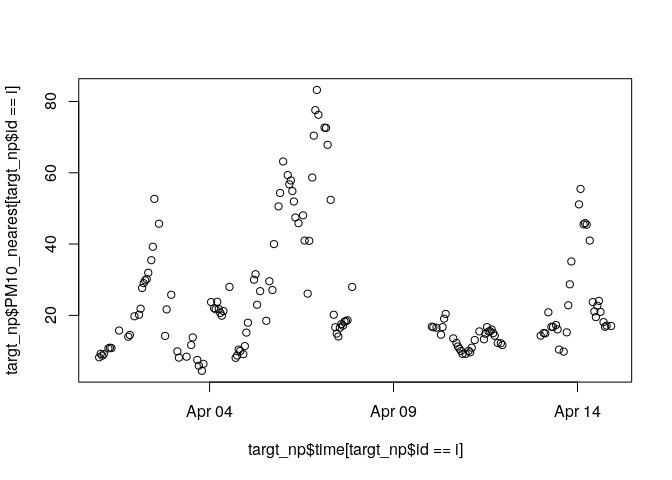 targt_np$PM10_nearest[targt_np$id == i]
80
60
40
20
Apr 04
Apr 09
Apr 14
targt_np$time[targt_np$id == i]